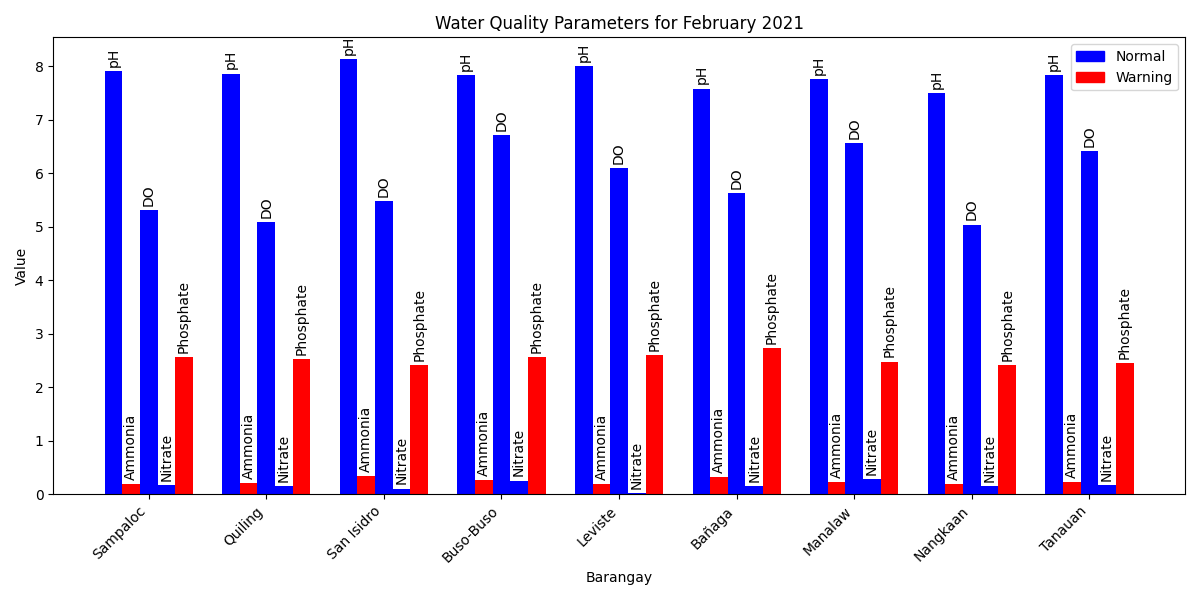 Water Quality Parameters for February 2021
Normal
Warning
Value
8
7
6
5
4
3
2
1
0
pH
Ammonia
DO
Nitrate
Phosphate
pH
Ammonia
DO
Nitrate
Phosphate
pH
Ammonia
DO
Nitrate
Phosphate
pH
Ammonia
DO
Nitrate
Phosphate
pH
Ammonia
DO
Nitrate
Phosphate
pH
Ammonia
DO
Nitrate
Phosphate
pH
Ammonia
DO
Nitrate
Phosphate
pH
Ammonia
DO
Nitrate
Phosphate
pH
Ammonia
DO
Nitrate
Phosphate
Sampaloc
Quiling
San Isidro
Buso-Buso
Leviste
Bañaga
Manalaw
Nangkaan
Tanauan
Barangay